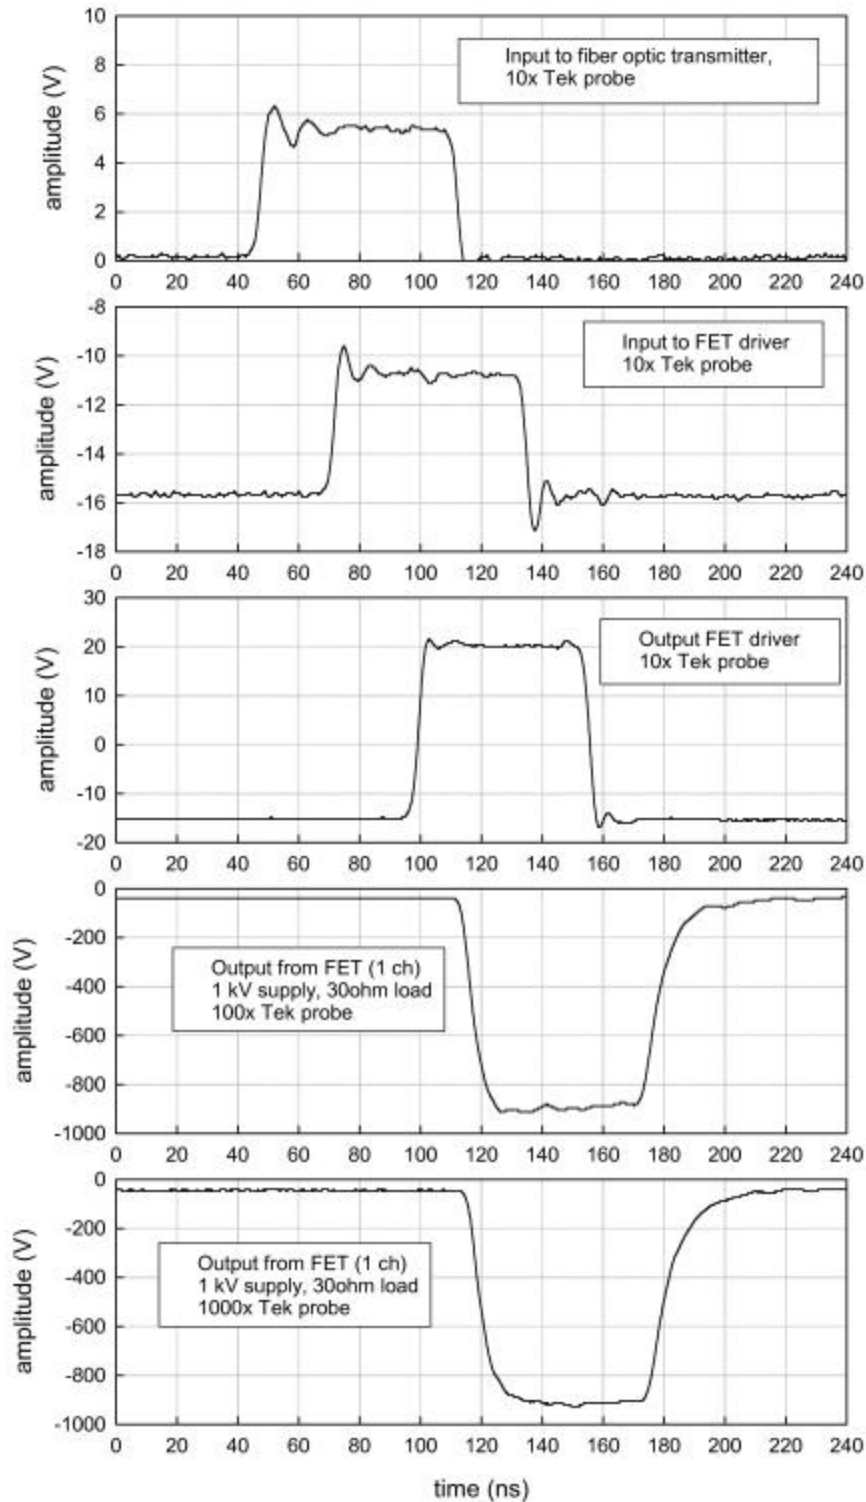 10
8
6
4
2
0
amplitude (V)
Input to fiber optic transmitter,
10x Tek probe
0 20 40 60 80 100 120 140 160 180 200 220 240
-8
-10
-12
-14
-16
-18
amplitude (V)
Input to FET driver
10x Tek probe
0 20 40 60 80 100 120 140 160 180 200 220 240
30
20
10
0
-10
-20
amplitude (V)
Output FET driver
10x Tek probe
0 20 40 60 80 100 120 140 160 180 200 220 240
0
-200
-400
-600
-800
-1000
amplitude (V)
Output from FET (1 ch)
1 kV supply, 30ohm load
100x Tek probe
0 20 40 60 80 100 120 140 160 180 200 220 240
0
-200
-400
-600
-800
-1000
amplitude (V)
Output from FET (1 ch)
1 kV supply, 30ohm load
1000x Tek probe
0 20 40 60 80 100 120 140 160 180 200 220 240
time (ns)